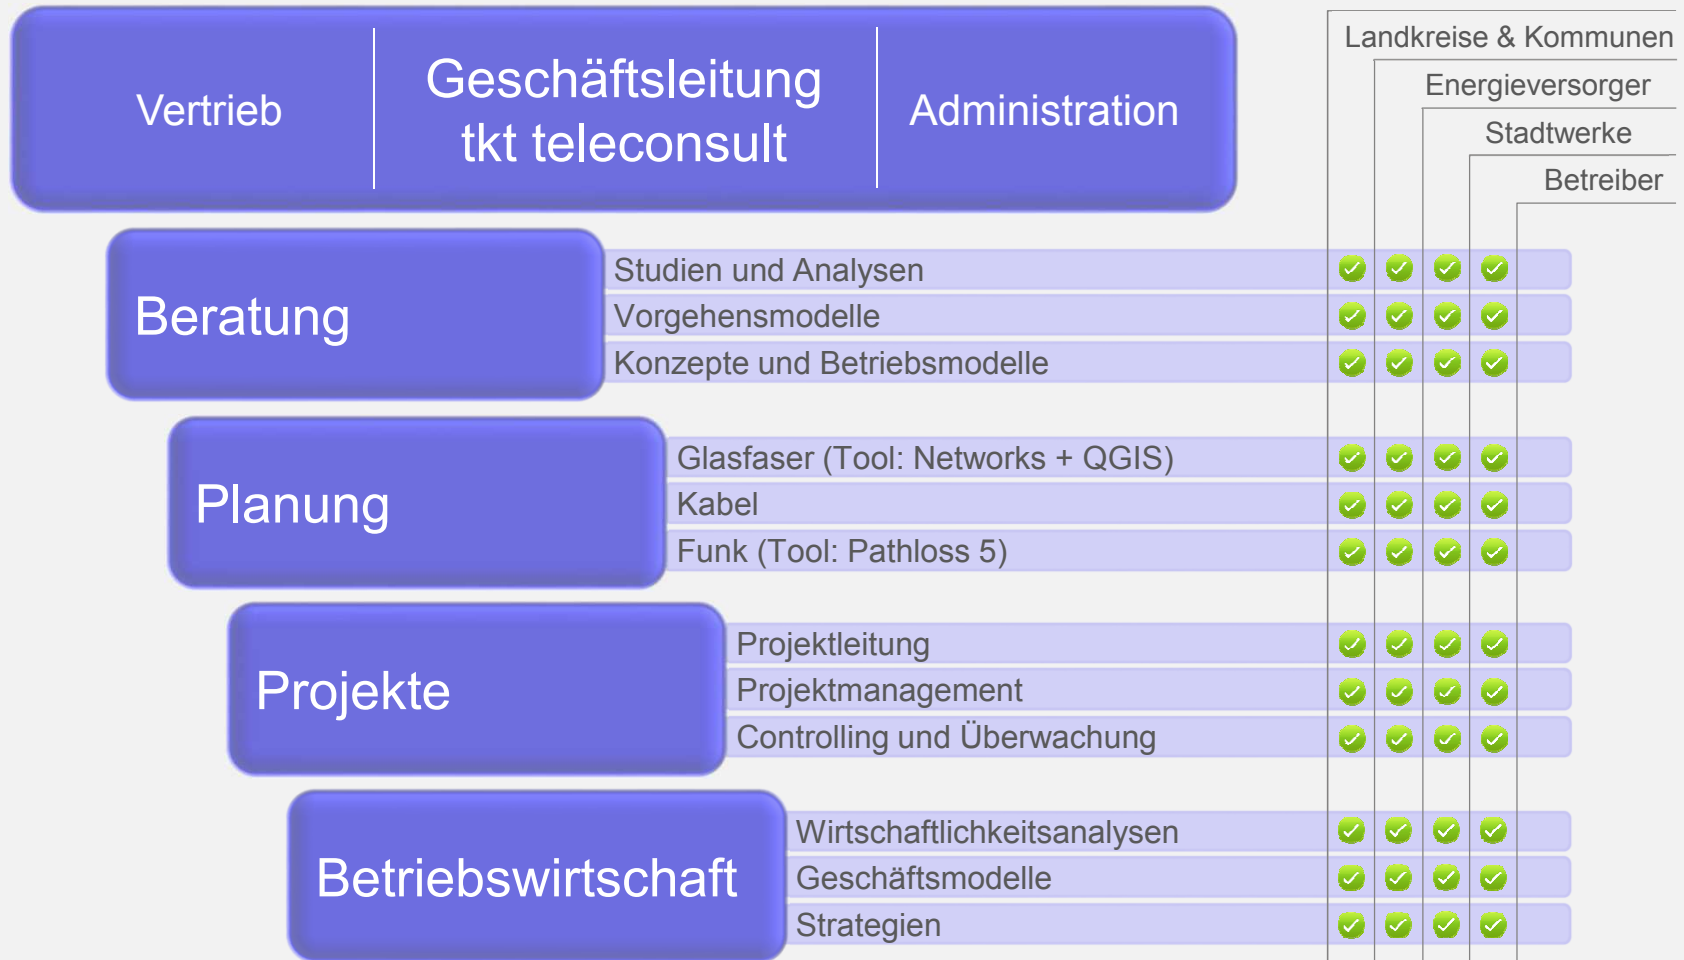 Vertrieb
Geschäftsleitung
tkt teleconsult
Administration
Landkreise & Kommunen
Energieversorger
Stadtwerke
Betreiber
Beratung
Studien und Analysen
Vorgehensmodelle
Konzepte und Betriebsmodelle
Planung
Glasfaser (Tool: Networks + QGIS)
Kabel
Funk (Tool: Pathloss 5)
Projekte
Projektleitung
Projektmanagement
Controlling und Überwachung
Betriebswirtschaft
Wirtschaftlichkeitsanalysen
Geschäftsmodelle
Strategien